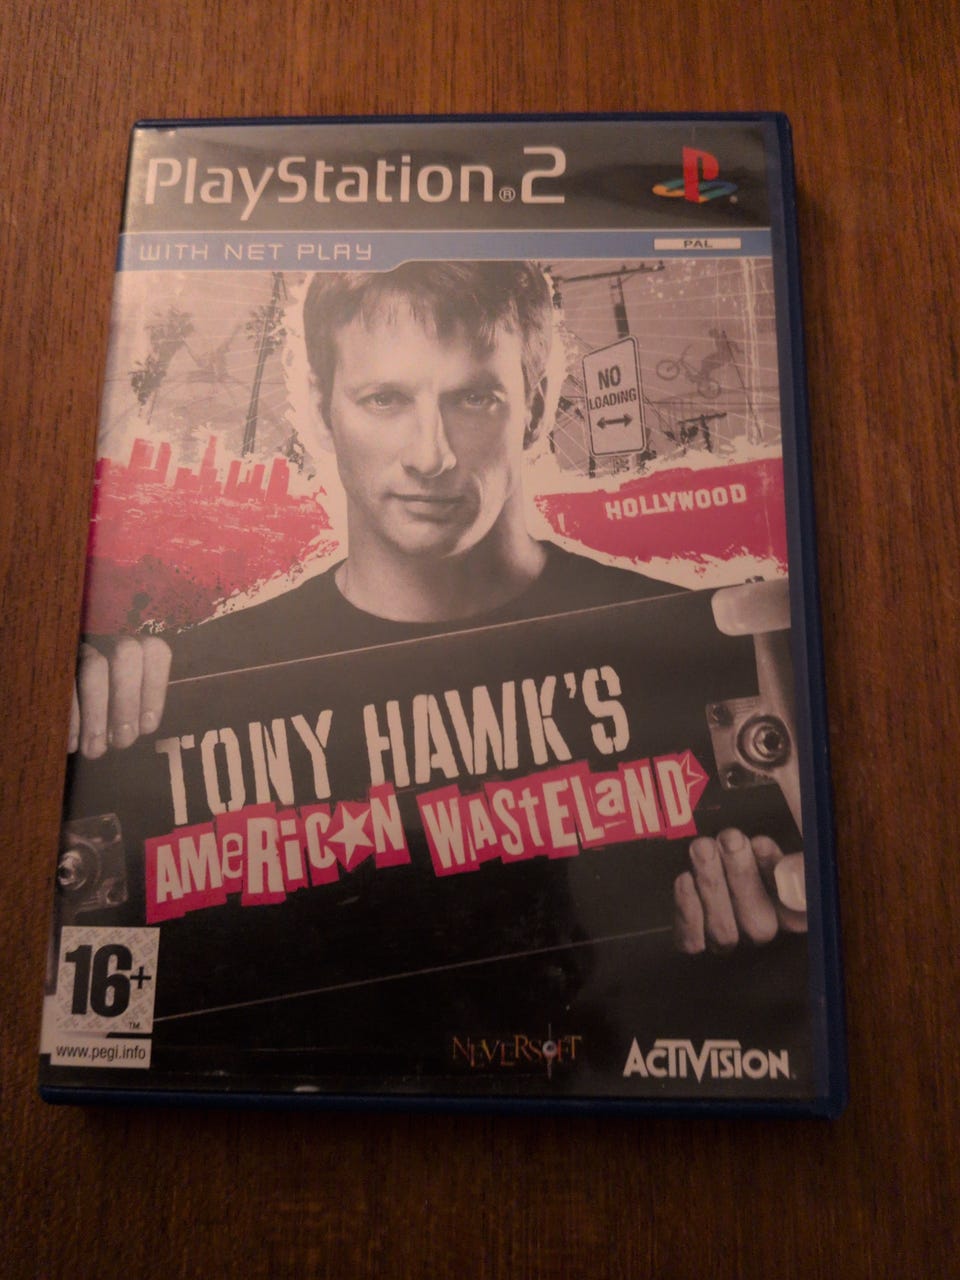 PlayStation®2
WITH NET PLAY
PAL
NO
LOADING
HOLLYWOOD
TONY HAWK'S
AMeRiCAN WAStELaND
16+
TM
www.pegi.info
NEVERSOFT
ACTIVISION